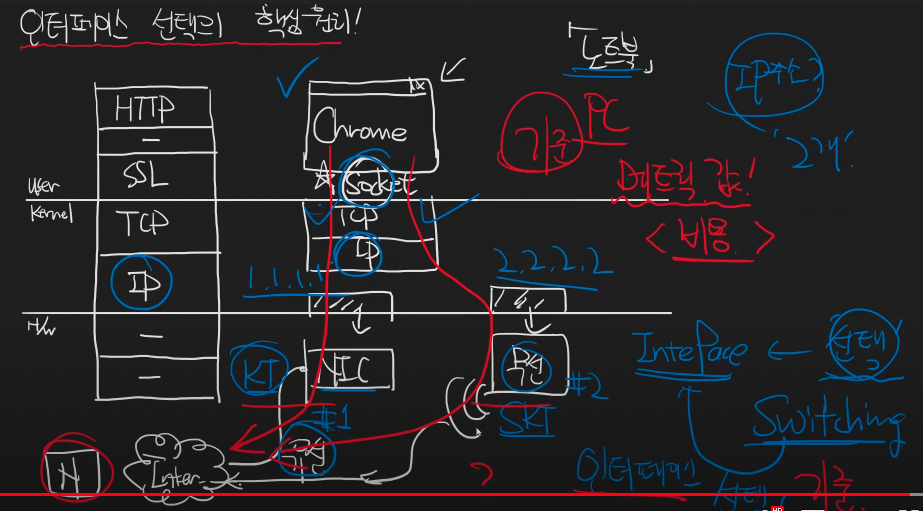 인터페이스 선택의 핵심원리!
「노트북」
IP주소?
2개!
HTTP
—
SSL
User
Kernel
TCP
IP
H/w
—
—
Chrome
Socket
TCP
IP
기준 PC
메트릭 값!
<비용>
1.1.1.1
2.2.2.2
KT
NIC
#1
유선
무선
#2
SKT
Inteface ← 선택
Switching
N
Inter
?
인터페이스
선택
기준
HD